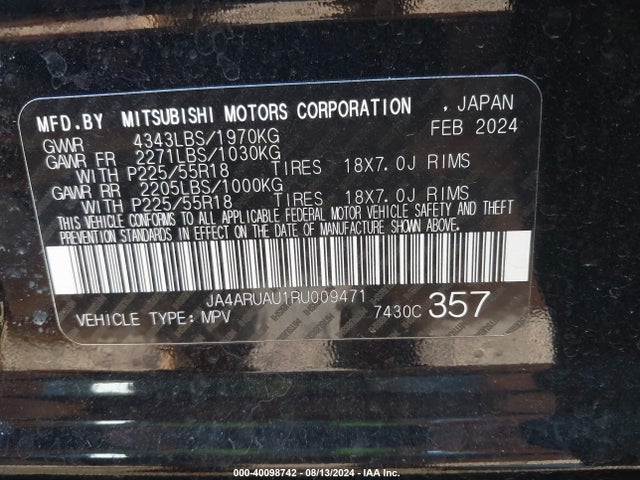 MFD.BY MITSUBISHI MOTORS CORPORATION , JAPAN
GVWR 4343LBS/1970KG FEB 2024
GAWR FR 2271LBS/1030KG
WITH P225/55R18 TIRES 18X7.0J RIMS
GAWR RR 2205LBS/1000KG
WITH P225/55R18 TIRES 18X7.0J RIMS
THIS VEHICLE CONFORMS TO ALL APPLICABLE FEDERAL MOTOR VEHICLE SAFETY AND THEFT
PREVENTION STANDARDS IN EFFECT ON THE DATE OF MANUFACTURE SHOWN ABOVE.
JA4ARUAU1RU009471
VEHICLE TYPE: MPV 7430C 357
000-40098742 - 08/13/2024 - IAA Inc.